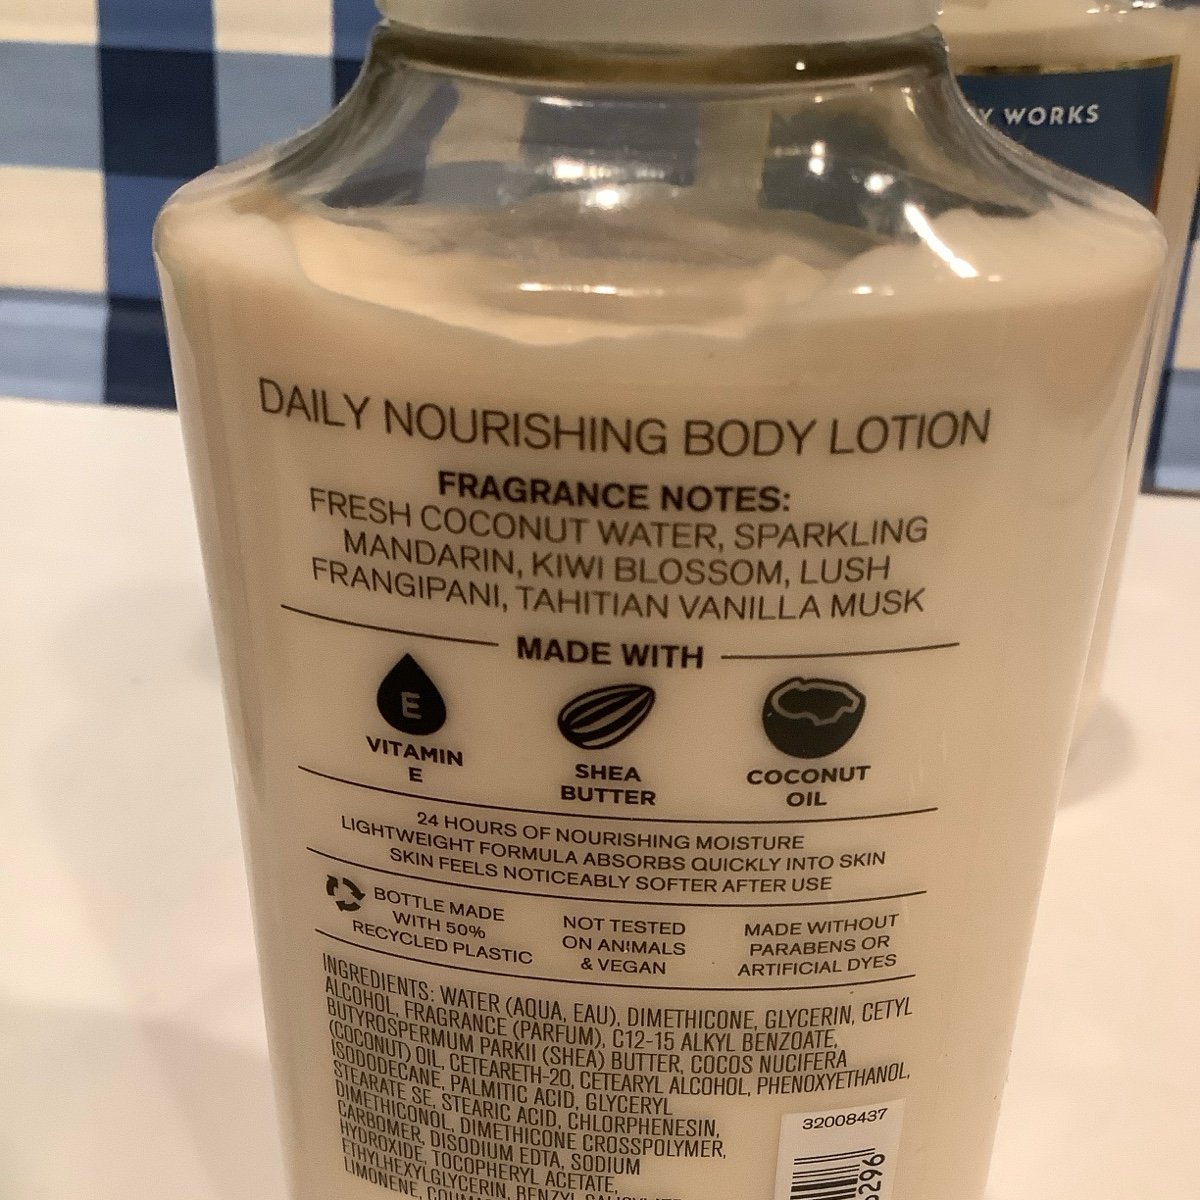 WORKS
DAILY NOURISHING BODY LOTION
FRAGRANCE NOTES:
FRESH COCONUT WATER, SPARKLING
MANDARIN, KIWI BLOSSOM, LUSH
FRANGIPANI, TAHITIAN VANILLA MUSK
MADE WITH
E
VITAMIN
E
SHEA
BUTTER
COCONUT
OIL
24 HOURS OF NOURISHING MOISTURE
LIGHTWEIGHT FORMULA ABSORBS QUICKLY INTO SKIN
SKIN FEELS NOTICEABLY SOFTER AFTER USE
BOTTLE MADE
WITH 50%
RECYCLED PLASTIC
NOT TESTED
ON ANIMALS
& VEGAN
MADE WITHOUT
PARABENS OR
ARTIFICIAL DYES
INGREDIENTS: WATER (AQUA, EAU), DIMETHICONE, GLYCERIN, CETYL
ALCOHOL, FRAGRANCE (PARFUM), C12-15 ALKYL BENZOATE,
BUTYROSPERMUM PARKII (SHEA) BUTTER, COCOS NUCIFERA
(COCONUT) OIL, CETEARETH-20, CETEARYL ALCOHOL, PHENOXYETHANOL,
ISODODECANE, PALMITIC ACID, GLYCERYL
STEARATE SE, STEARIC ACID, CHLORPHENESIN,
DIMETHICONOL, DIMETHICONE CROSSPOLYMER,
CARBOMER, DISODIUM EDTA, SODIUM
HYDROXIDE, TOCOPHERYL ACETATE,
ETHYLHEXYLGLYCERIN, BENZYL
LIMONENE,
32008437